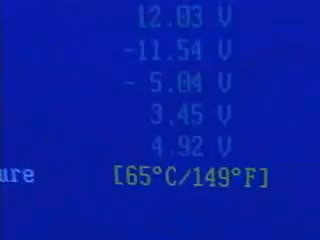 12.03 V
-11.54 V
- 5.04 V
3.45 V
4.92 V
ure [65°C/149°F]